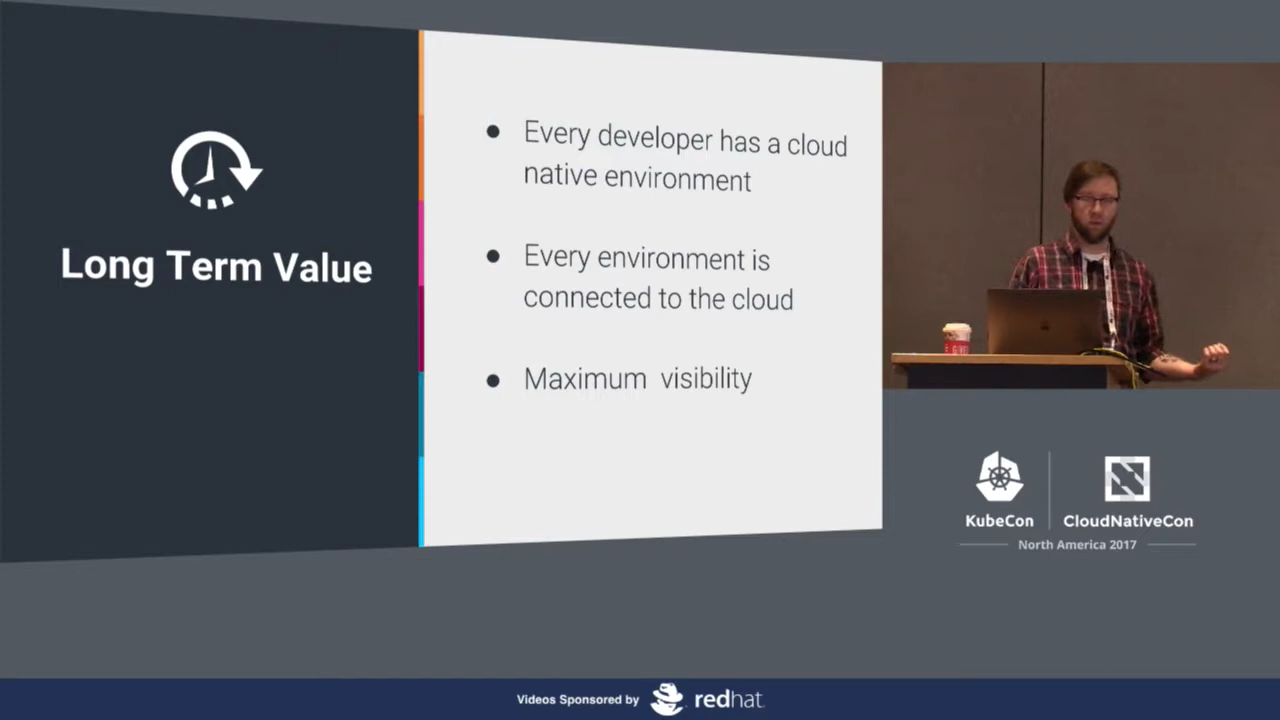 Long Term Value
Every developer has a cloud
native environment
Every environment is
connected to the cloud
Maximum visibility
KubeCon
CloudNativeCon
North America 2017
Videos Sponsored by
redhat